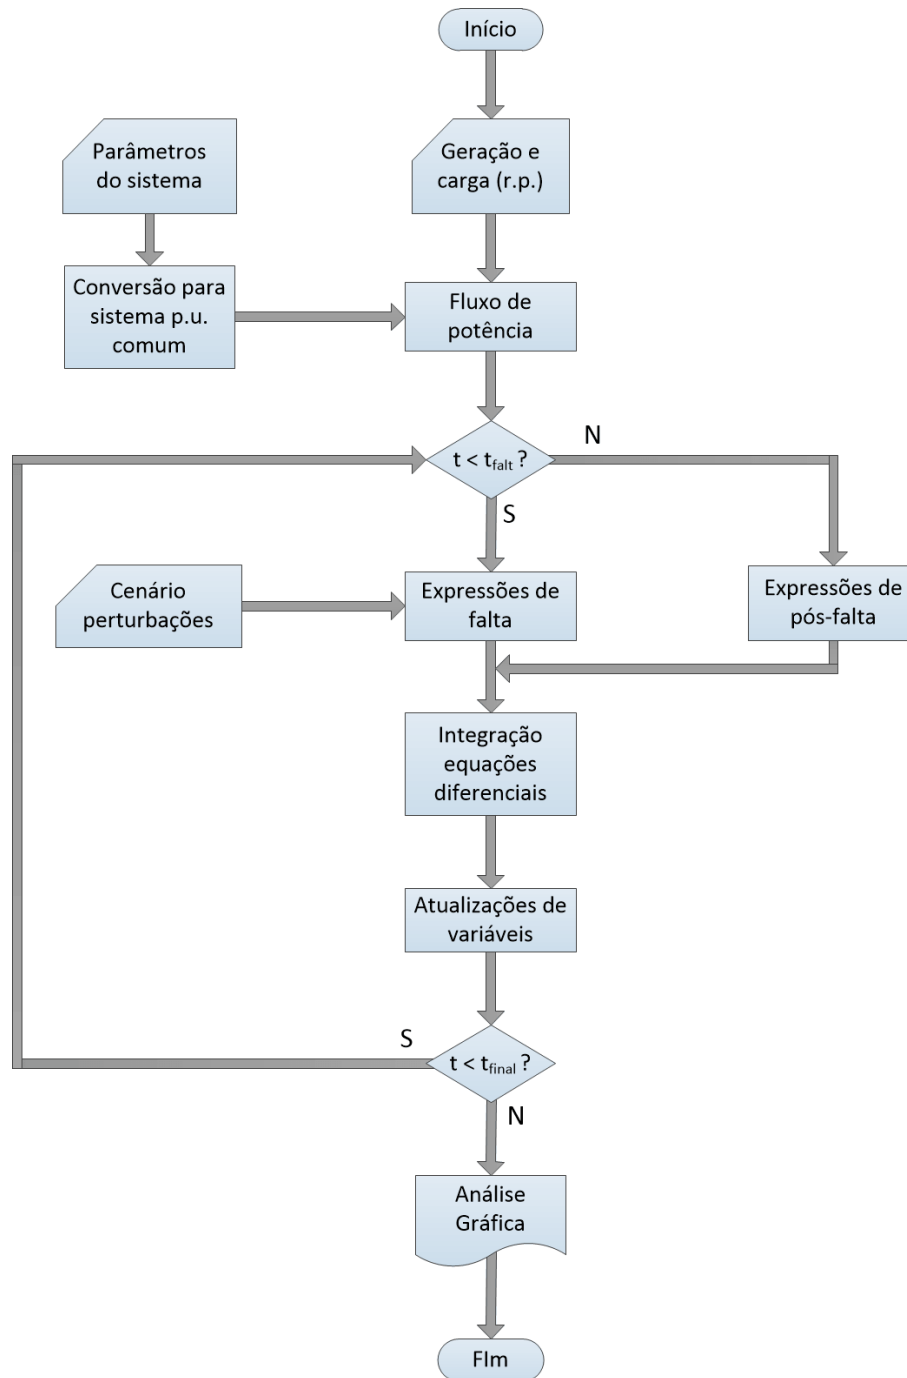 Início
Parâmetros
do sistema
Geração e
carga (r.p.)
Conversão para
sistema p.u.
comum
Fluxo de
potência
t < tfalt ?
N
S
Cenário
perturbações
Expressões de
falta
Expressões de
pós-falta
Integração
equações
diferenciais
Atualizações de
variáveis
S
t < tfinal ?
N
Análise
Gráfica
FIm